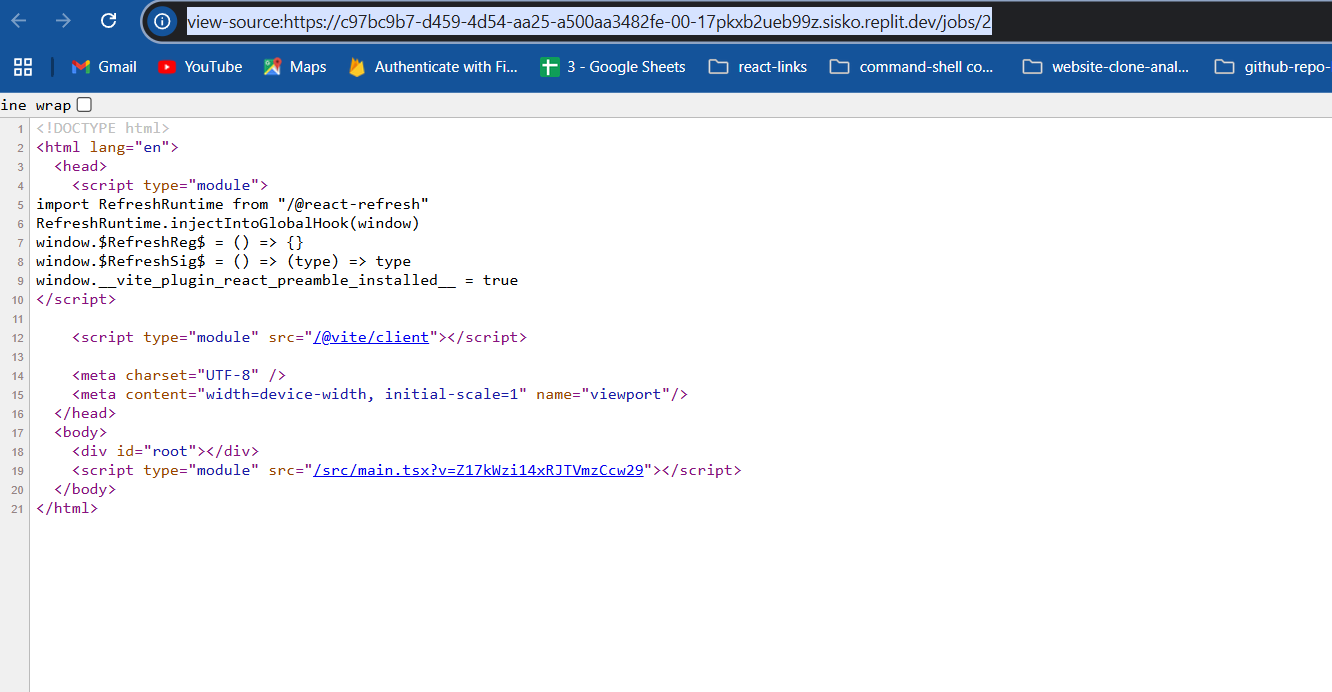 view-source:https://c97bc9b7-d459-4d54-aa25-a500aa3482fe-00-17pkxb2ueb99z.sisko.replit.dev/jobs/2
Gmail YouTube Maps Authenticate with Fi... 3 - Google Sheets react-links command-shell co... website-clone-anal... github-repo-
ine wrap
1 <!DOCTYPE html>
2 <html lang="en">
3 <head>
4 <script type="module">
5 import RefreshRuntime from "/@react-refresh"
6 RefreshRuntime.injectIntoGlobalHook(window)
7 window.$RefreshReg$ = () => {}
8 window.$RefreshSig$ = () => (type) => type
9 window.__vite_plugin_react_preamble_installed__ = true
10 </script>
11
12 <script type="module" src="/@vite/client"></script>
13
14 <meta charset="UTF-8" />
15 <meta content="width=device-width, initial-scale=1" name="viewport"/>
16 </head>
17 <body>
18 <div id="root"></div>
19 <script type="module" src="/src/main.tsx?v=Z17kWzi14xRJTVmzCcw29"></script>
20 </body>
21 </html>